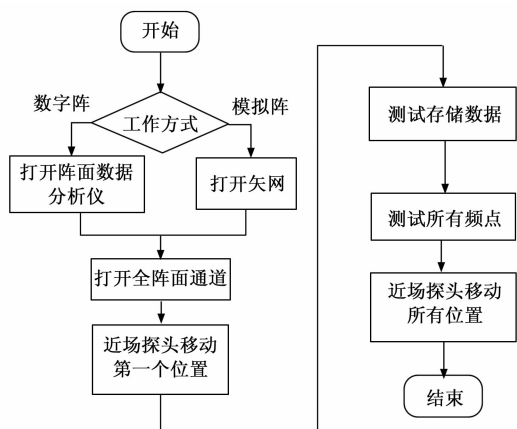 开始
数字阵
模拟阵
工作方式
打开阵面数据
分析仪
打开矢网
打开全阵面通道
近场探头移动
第一个位置
测试存储数据
测试所有频点
近场探头移动
所有位置
结束